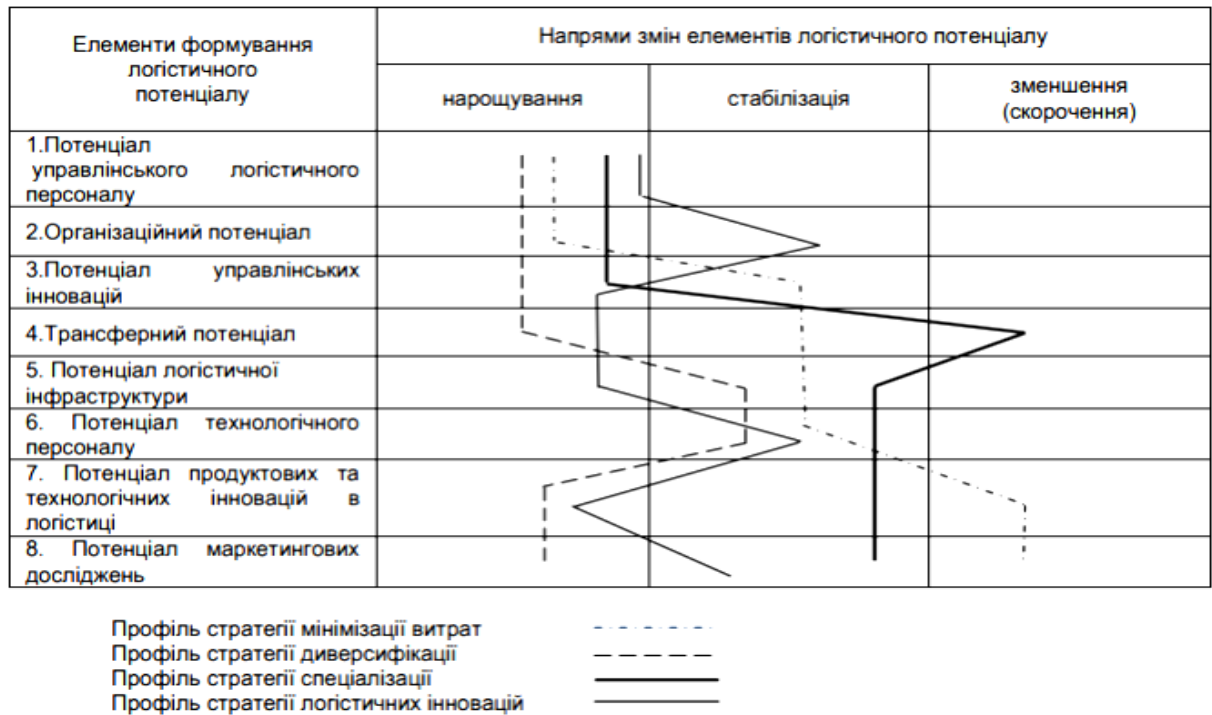 Елементи формування
логістичного
потенціалу
Напрями змін елементів логістичного потенціалу
нарощування
стабілізація
зменшення
(скорочення)
1.Потенціал
управлінського логістичного
персоналу
2.Організаційний потенціал
3.Потенціал управлінських
інновацій
4.Трансферний потенціал
5. Потенціал логістичної
інфраструктури
6. Потенціал технологічного
персоналу
7. Потенціал продуктових та
технологічних інновацій в
логістиці
8. Потенціал маркетингових
досліджень
Профіль стратегії мінімізації витрат
Профіль стратегії диверсифікації
Профіль стратегії спеціалізації
Профіль стратегії логістичних інновацій